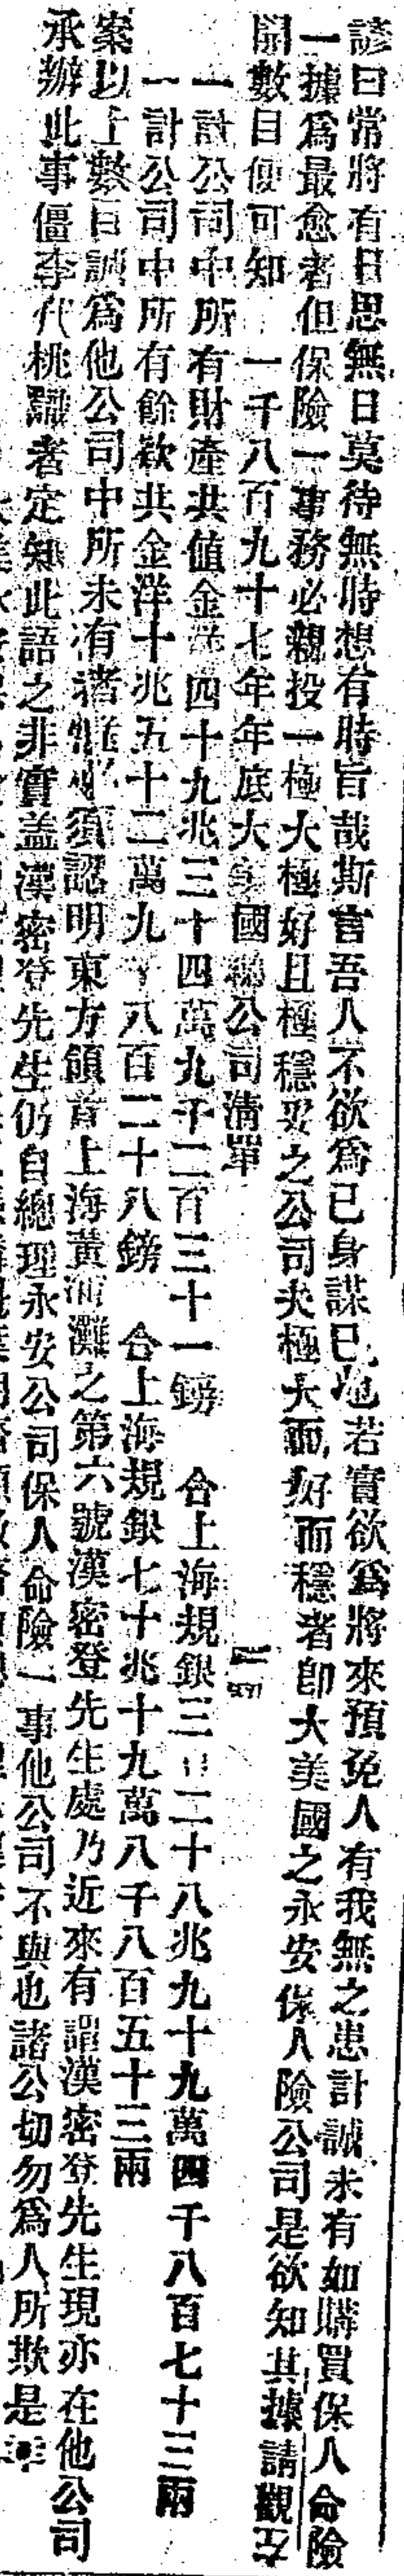 諺曰常將有日思無日莫待無時想有時旨哉斯言吾人不欲爲己身謀已也若實欲爲將來預免人有我無之患計誠未有如購買保人命險
一據爲最愈者但保險一事務必親投一極大極好且極穩妥之公司夫極大而好而穩者即大美國之永安保人險公司是欲知其據請觀左
開數目便可知 一千八百九十七年年底大美國總公司清單
一計公司中所有財產共值金洋四十九兆三十四萬九千二百三十一鎊 合上海規銀三二十八兆九十九萬四千八百七十三兩
一計公司中所有餘欵共金洋十兆五十二萬九千八百二十八鎊 合上海規銀七十兆十九萬八千八百五十三兩
案以上數目誠爲他公司中所未有者須認明東方領首上海黃浦灘之第六號漢密登先生處乃近來有謂漢密登先生現亦在他公司
承辦此事僵李代桃識者定知此語之非實蓋漢密登先生仍自總理永安公司保人命險一事他公司不與也諸公切勿爲人所欺是幸